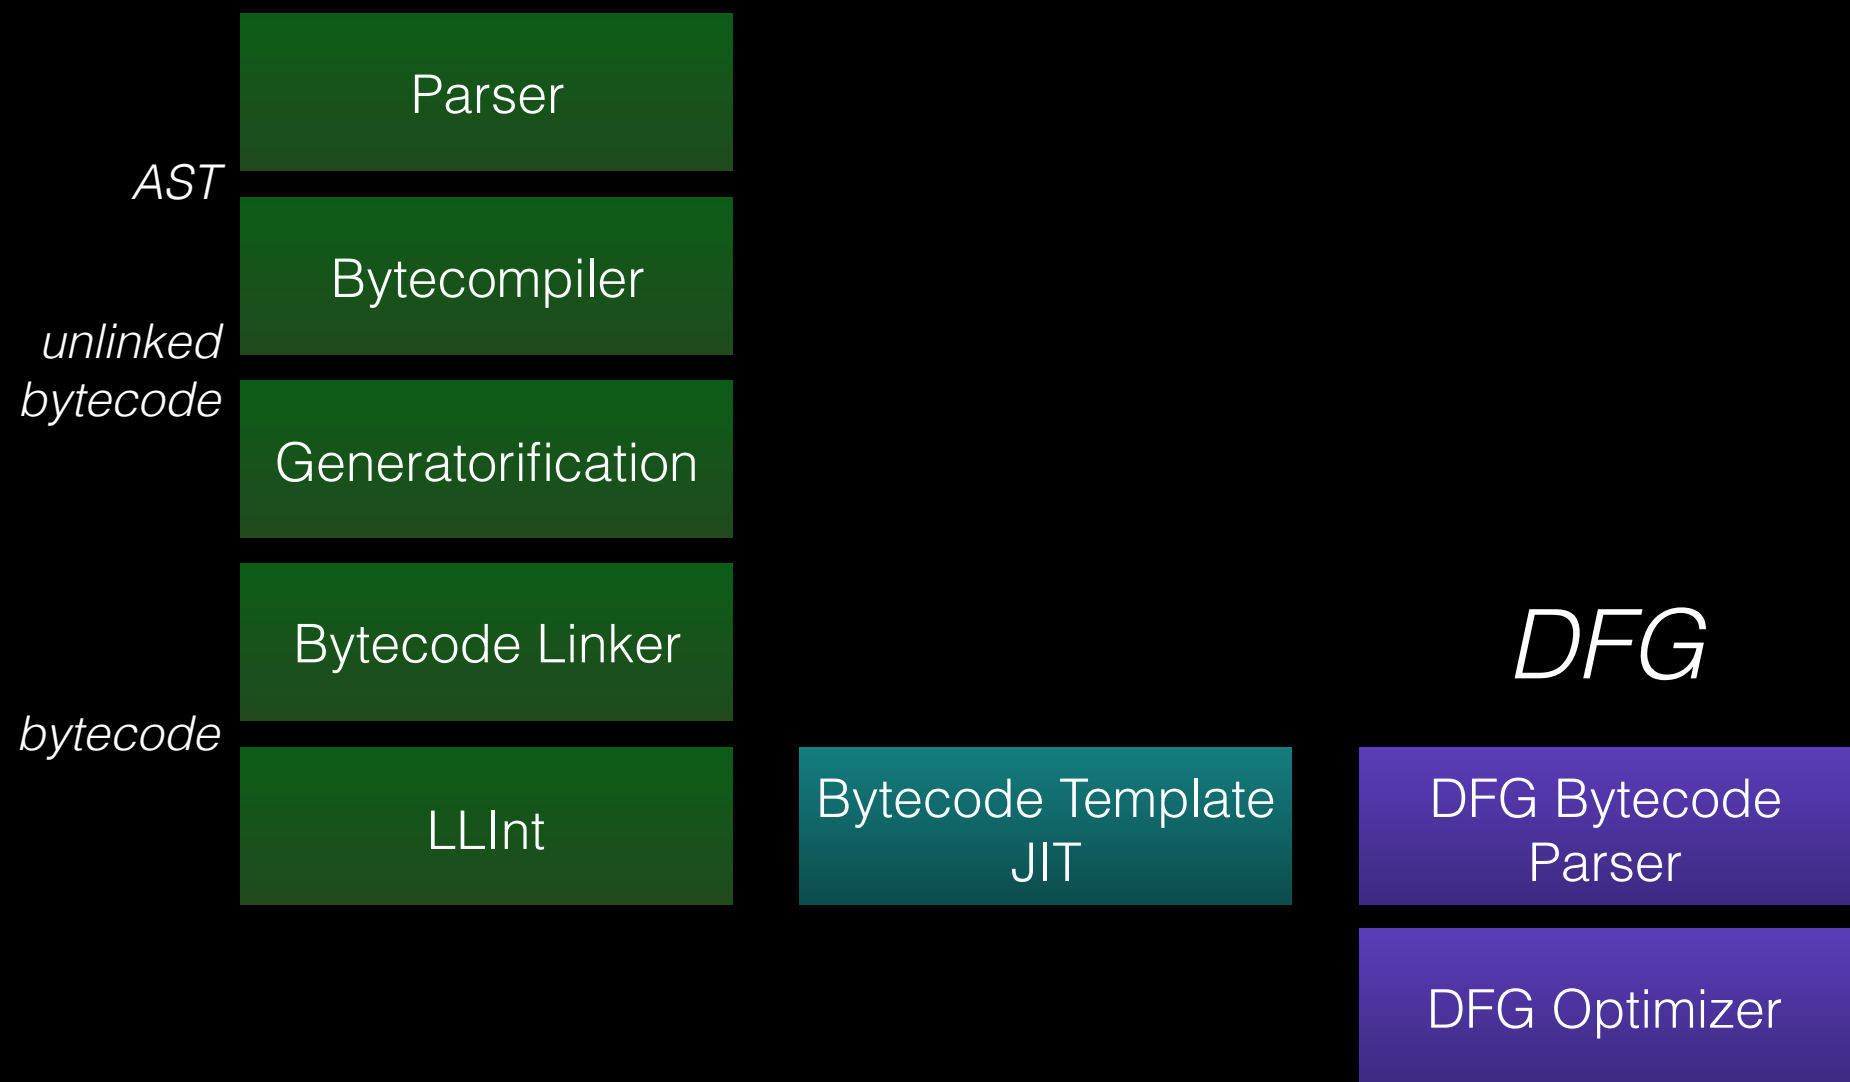 Parser
AST
Bytecompiler
unlinked
bytecode
Generatorification
Bytecode Linker
DFG
bytecode
LLInt
Bytecode Template
JIT
DFG Bytecode
Parser
DFG Optimizer